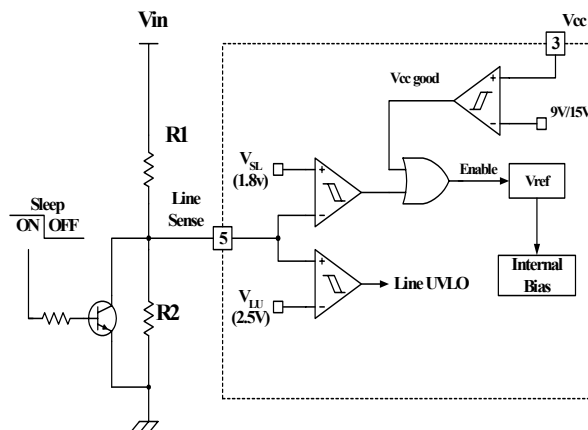 Vin
Vcc
3
Vcc good
9V/15V
R1
VSL
(1.8v)
Enable
Vref
Sleep
ON OFF
Line
Sense
5
Line UVLO
Internal
Bias
R2
VLU
(2.5V)